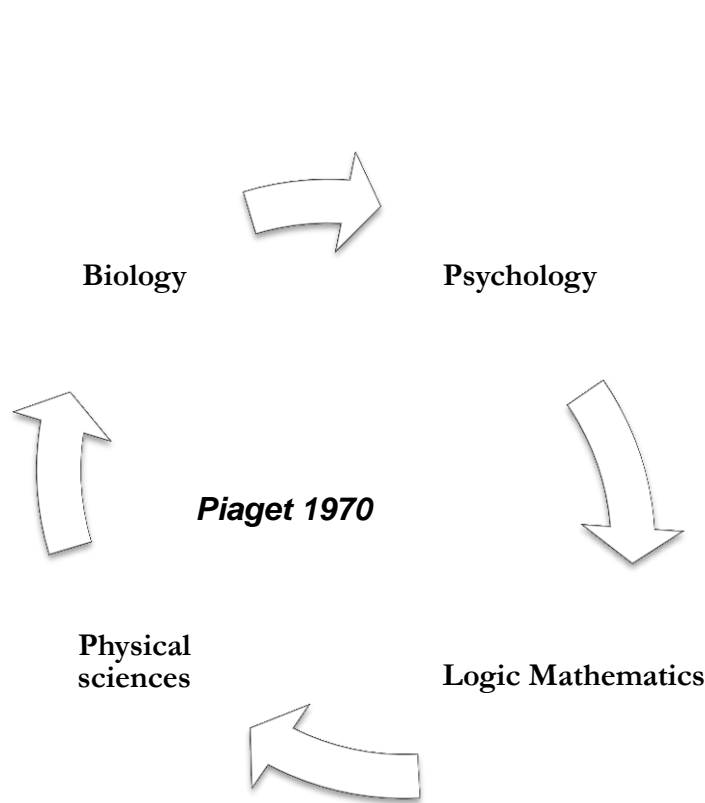 Biology
Psychology
Piaget 1970
Physical
sciences
Logic Mathematics